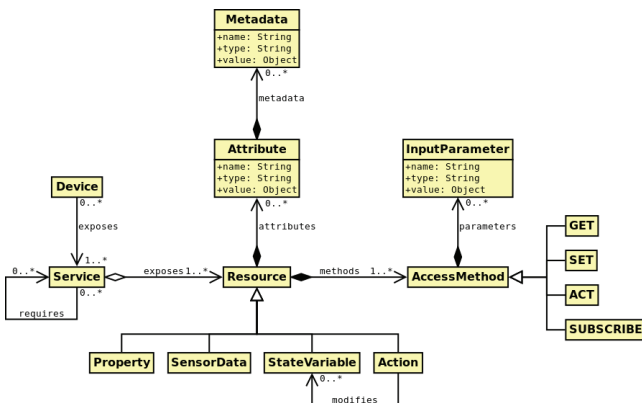 Metadata
+name: String
+type: String
+value: Object
0..*
metadata
Attribute
+name: String
+type: String
+value: Object
InputParameter
+name: String
+type: String
+value: Object
Device
0..*
0..*
0..*
exposes
attributes
parameters
GET
SET
1..*
0..*
Service
exposes
1..*
Resource
methods
1..*
AccessMethod
0..*
requires
ACT
SUBSCRIBE
Property
SensorData
StateVariable
Action
0..*
modifies